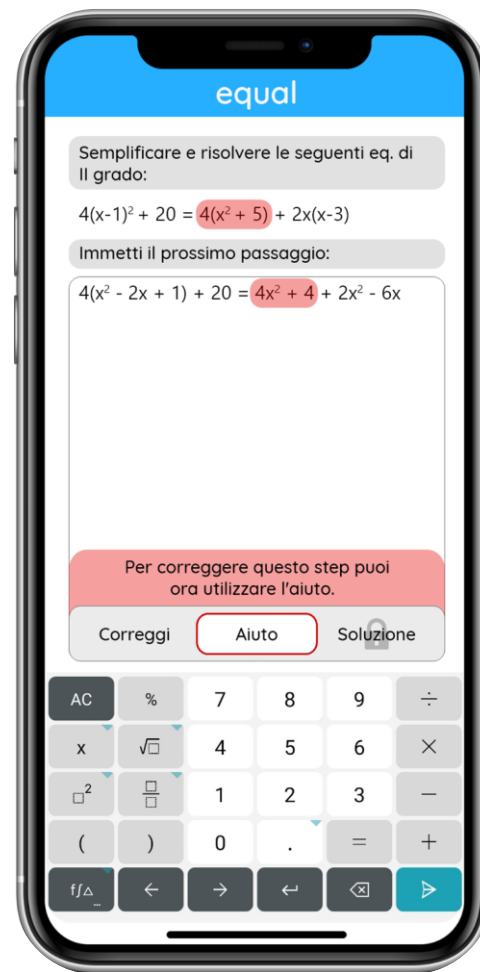 equal
Semplificare e risolvere le seguenti eq. di
II grado:
4(x-1)² + 20 = 4(x² + 5) + 2x(x-3)
Immetti il prossimo passaggio:
4(x² - 2x + 1) + 20 = 4x² + 4 + 2x² - 6x
Per correggere questo step puoi
ora utilizzare l'aiuto.
Correggi Aiuto Soluzione
AC % 7 8 9 ÷
x √□ 4 5 6 ×
□² □/□ 1 2 3 −
( ) 0 . = +
f∫△ ... ← → ↵ ⌫